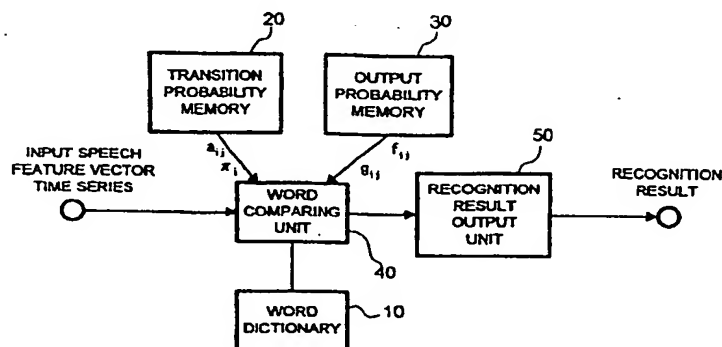 20
30
TRANSITION
PROBABILITY
MEMORY
OUTPUT
PROBABILITY
MEMORY
a_ij
π_i
f_ij
g_ij
50
INPUT SPEECH
FEATURE VECTOR
TIME SERIES
WORD
COMPARING
UNIT
40
RECOGNITION
RESULT
OUTPUT
UNIT
RECOGNITION
RESULT
WORD
DICTIONARY
10